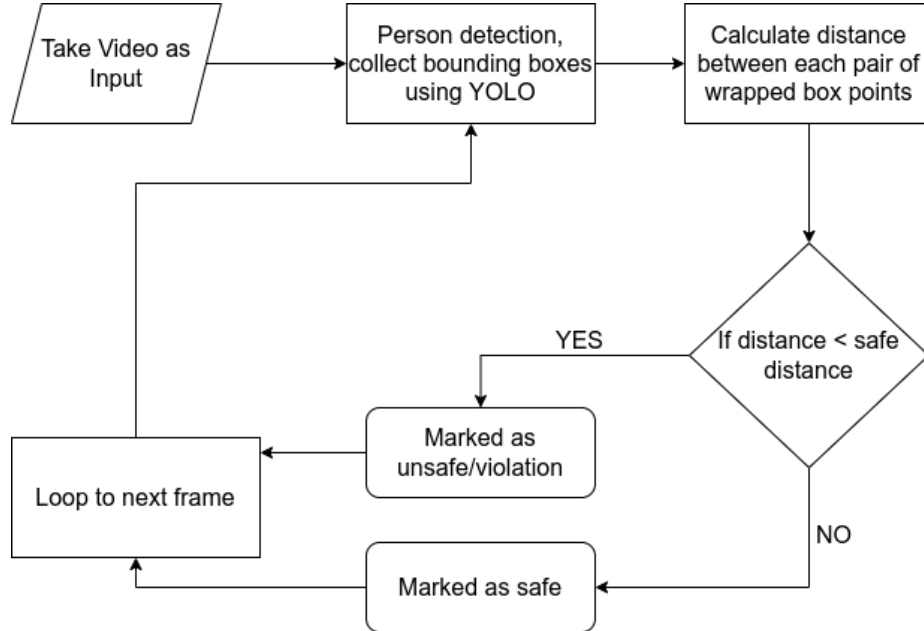 Take Video as
Input
Person detection,
collect bounding boxes
using YOLO
Calculate distance
between each pair of
wrapped box points
If distance < safe
distance
YES
Marked as
unsafe/violation
Loop to next frame
NO
Marked as safe